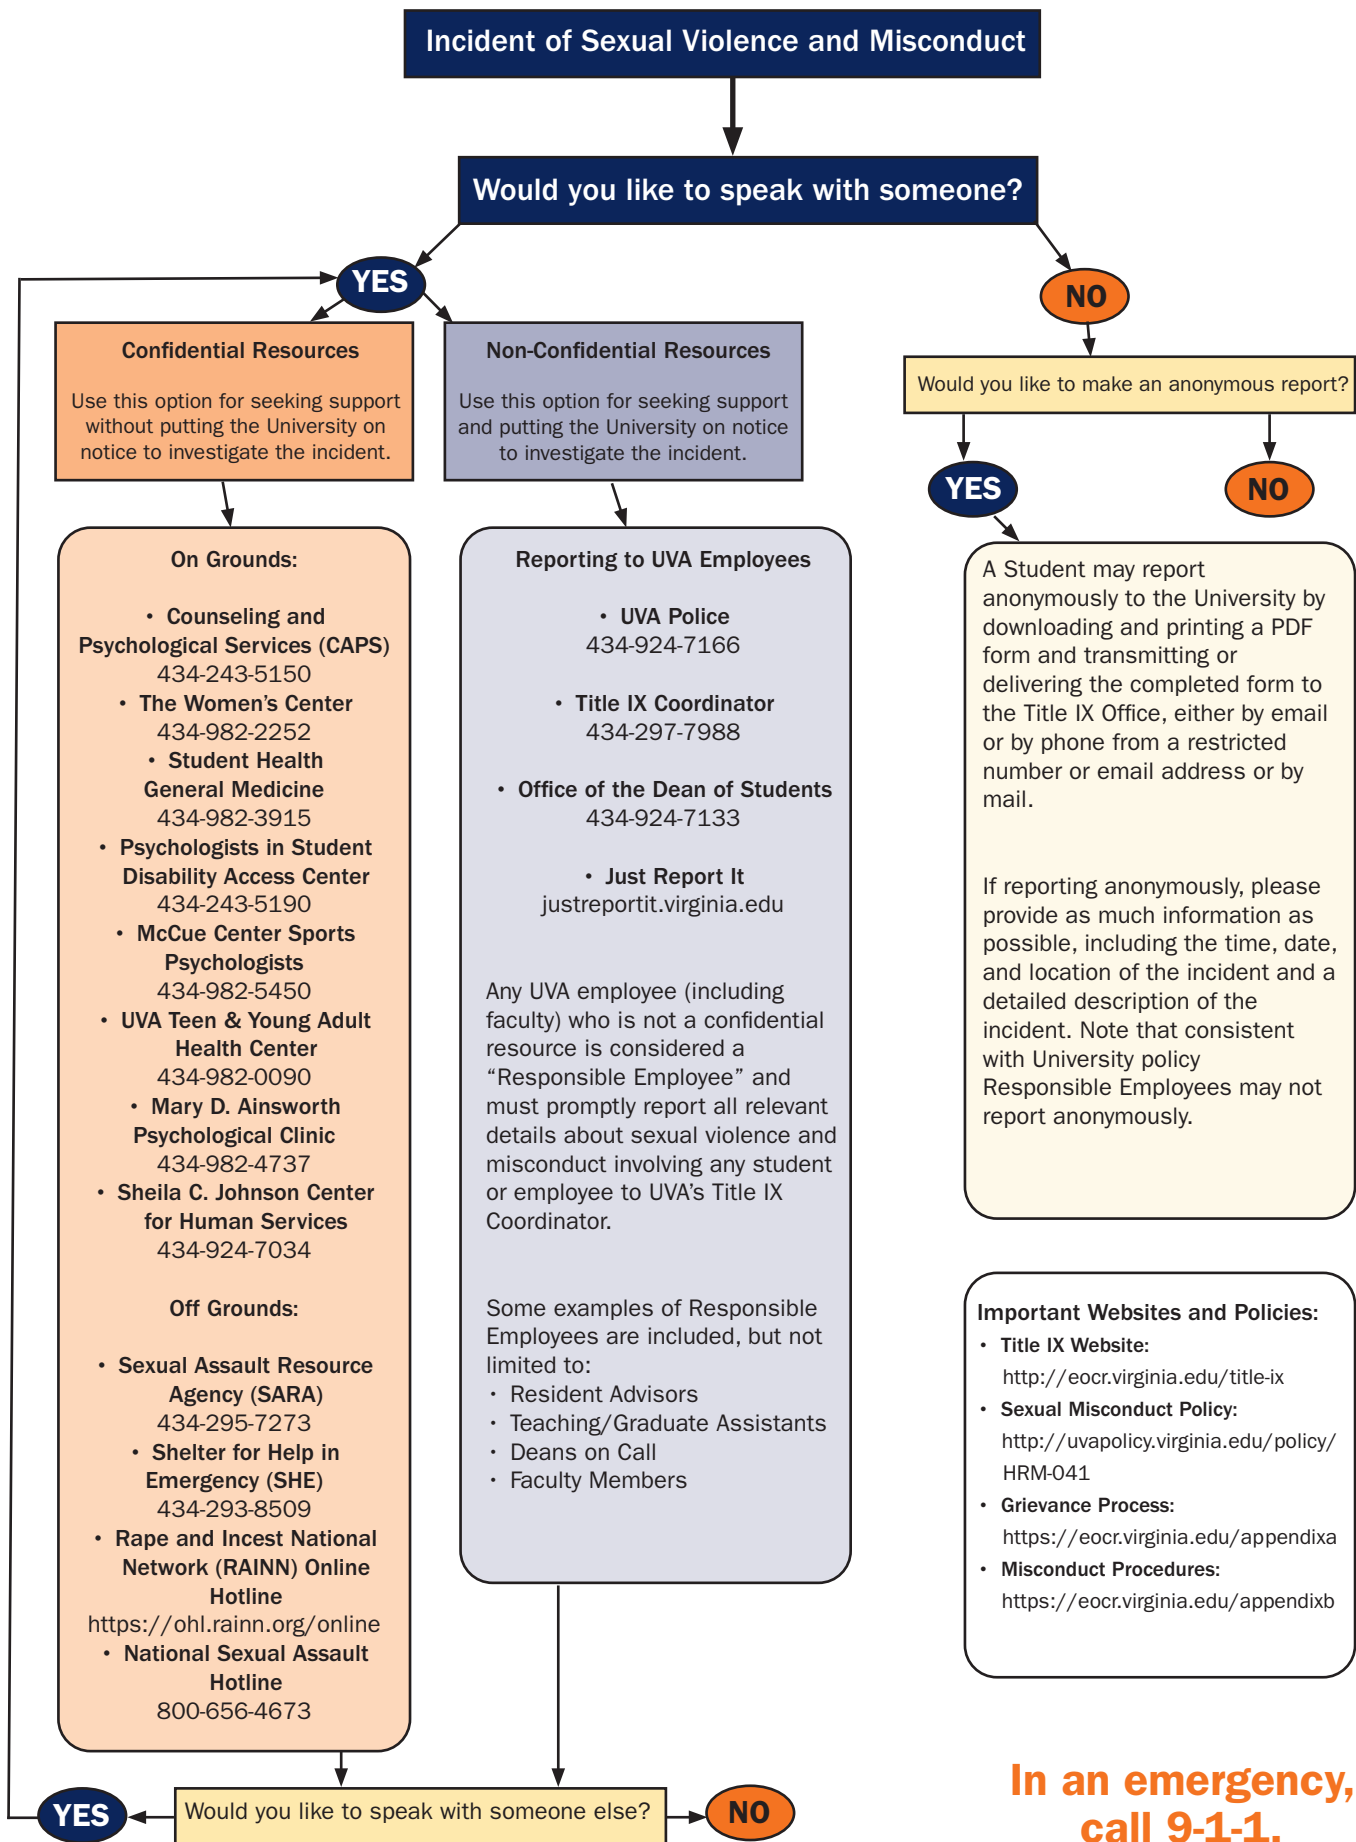 Incident of Sexual Violence and Misconduct
Would you like to speak with someone?
YES
NO
Confidential Resources
Use this option for seeking support
without putting the University on
notice to investigate the incident.
Non-Confidential Resources
Use this option for seeking support
and putting the University on notice
to investigate the incident.
Would you like to make an anonymous report?
YES
NO
On Grounds:
• Counseling and
Psychological Services (CAPS)
434-243-5150
• The Women's Center
434-982-2252
• Student Health
General Medicine
434-982-3915
• Psychologists in Student
Disability Access Center
434-243-5190
• McCue Center Sports
Psychologists
434-982-5450
• UVA Teen & Young Adult
Health Center
434-982-0090
• Mary D. Ainsworth
Psychological Clinic
434-982-4737
• Sheila C. Johnson Center
for Human Services
434-924-7034
Off Grounds:
• Sexual Assault Resource
Agency (SARA)
434-295-7273
• Shelter for Help in
Emergency (SHE)
434-293-8509
• Rape and Incest National
Network (RAINN) Online
Hotline
https://ohl.rainn.org/online
• National Sexual Assault
Hotline
800-656-4673
Reporting to UVA Employees
• UVA Police
434-924-7166
• Title IX Coordinator
434-297-7988
• Office of the Dean of Students
434-924-7133
• Just Report It
justreportit.virginia.edu
Any UVA employee (including
faculty) who is not a confidential
resource is considered a
“Responsible Employee” and
must promptly report all relevant
details about sexual violence and
misconduct involving any student
or employee to UVA's Title IX
Coordinator.
Some examples of Responsible
Employees are included, but not
limited to:
• Resident Advisors
• Teaching/Graduate Assistants
• Deans on Call
• Faculty Members
A Student may report
anonymously to the University by
downloading and printing a PDF
form and transmitting or
delivering the completed form to
the Title IX Office, either by email
or by phone from a restricted
number or email address or by
mail.
If reporting anonymously, please
provide as much information as
possible, including the time, date,
and location of the incident and a
detailed description of the
incident. Note that consistent
with University policy
Responsible Employees may not
report anonymously.
Important Websites and Policies:
• Title IX Website:
http://eocr.virginia.edu/title-ix
• Sexual Misconduct Policy:
http://uvapolicy.virginia.edu/policy/
HRM-041
• Grievance Process:
https://eocr.virginia.edu/appendixa
• Misconduct Procedures:
https://eocr.virginia.edu/appendixb
YES
Would you like to speak with someone else?
NO
In an emergency,
call 9-1-1.